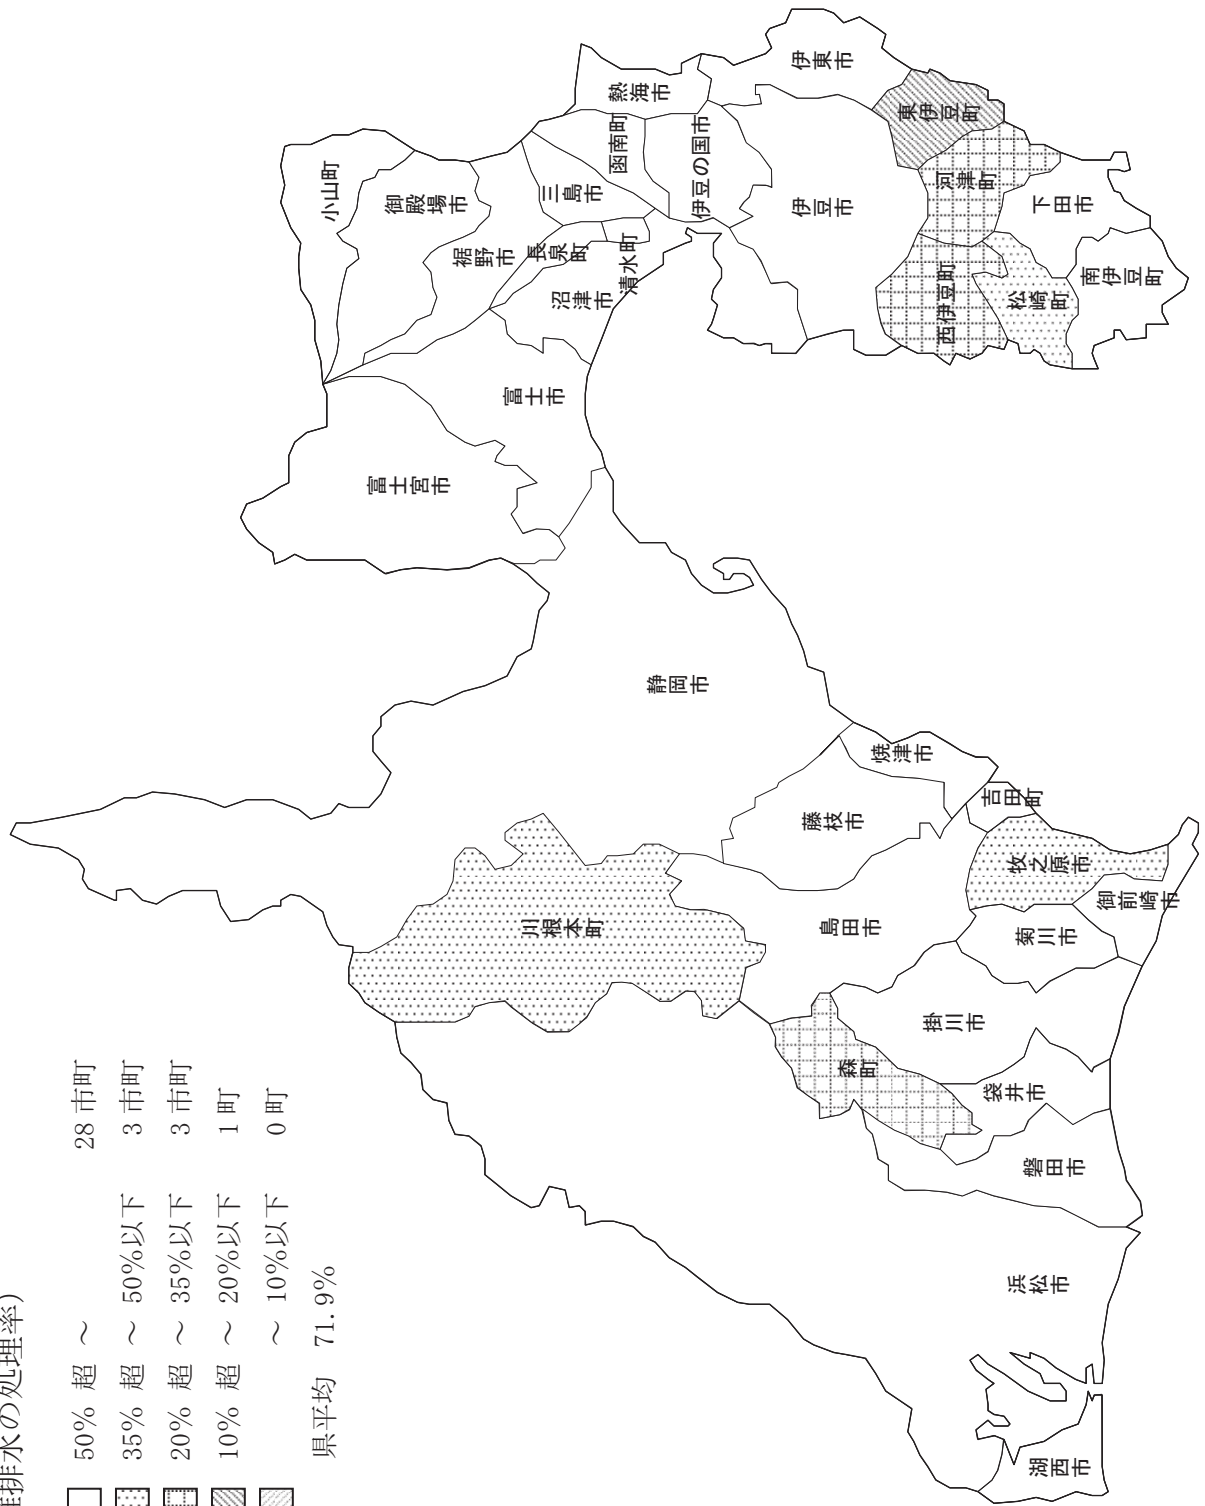 排水の処理率）
50% 超 ～ 28 市町
35% 超 ～ 50%以下 3 市町
20% 超 ～ 35%以下 3 市町
10% 超 ～ 20%以下 1 町
～ 10%以下 0 町
県平均 71.9%
小山町
御殿場市
裾野市
長泉町
三島市
清水町
沼津市
函南町
熱海市
伊豆の国市
伊東市
伊豆市
東伊豆町
河津町
下田市
西伊豆町
松崎町
南伊豆町
富士市
富士宮市
静岡市
焼津市
藤枝市
吉田町
牧之原市
島田市
川根本町
御前崎市
菊川市
掛川市
森町
袋井市
磐田市
浜松市
湖西市